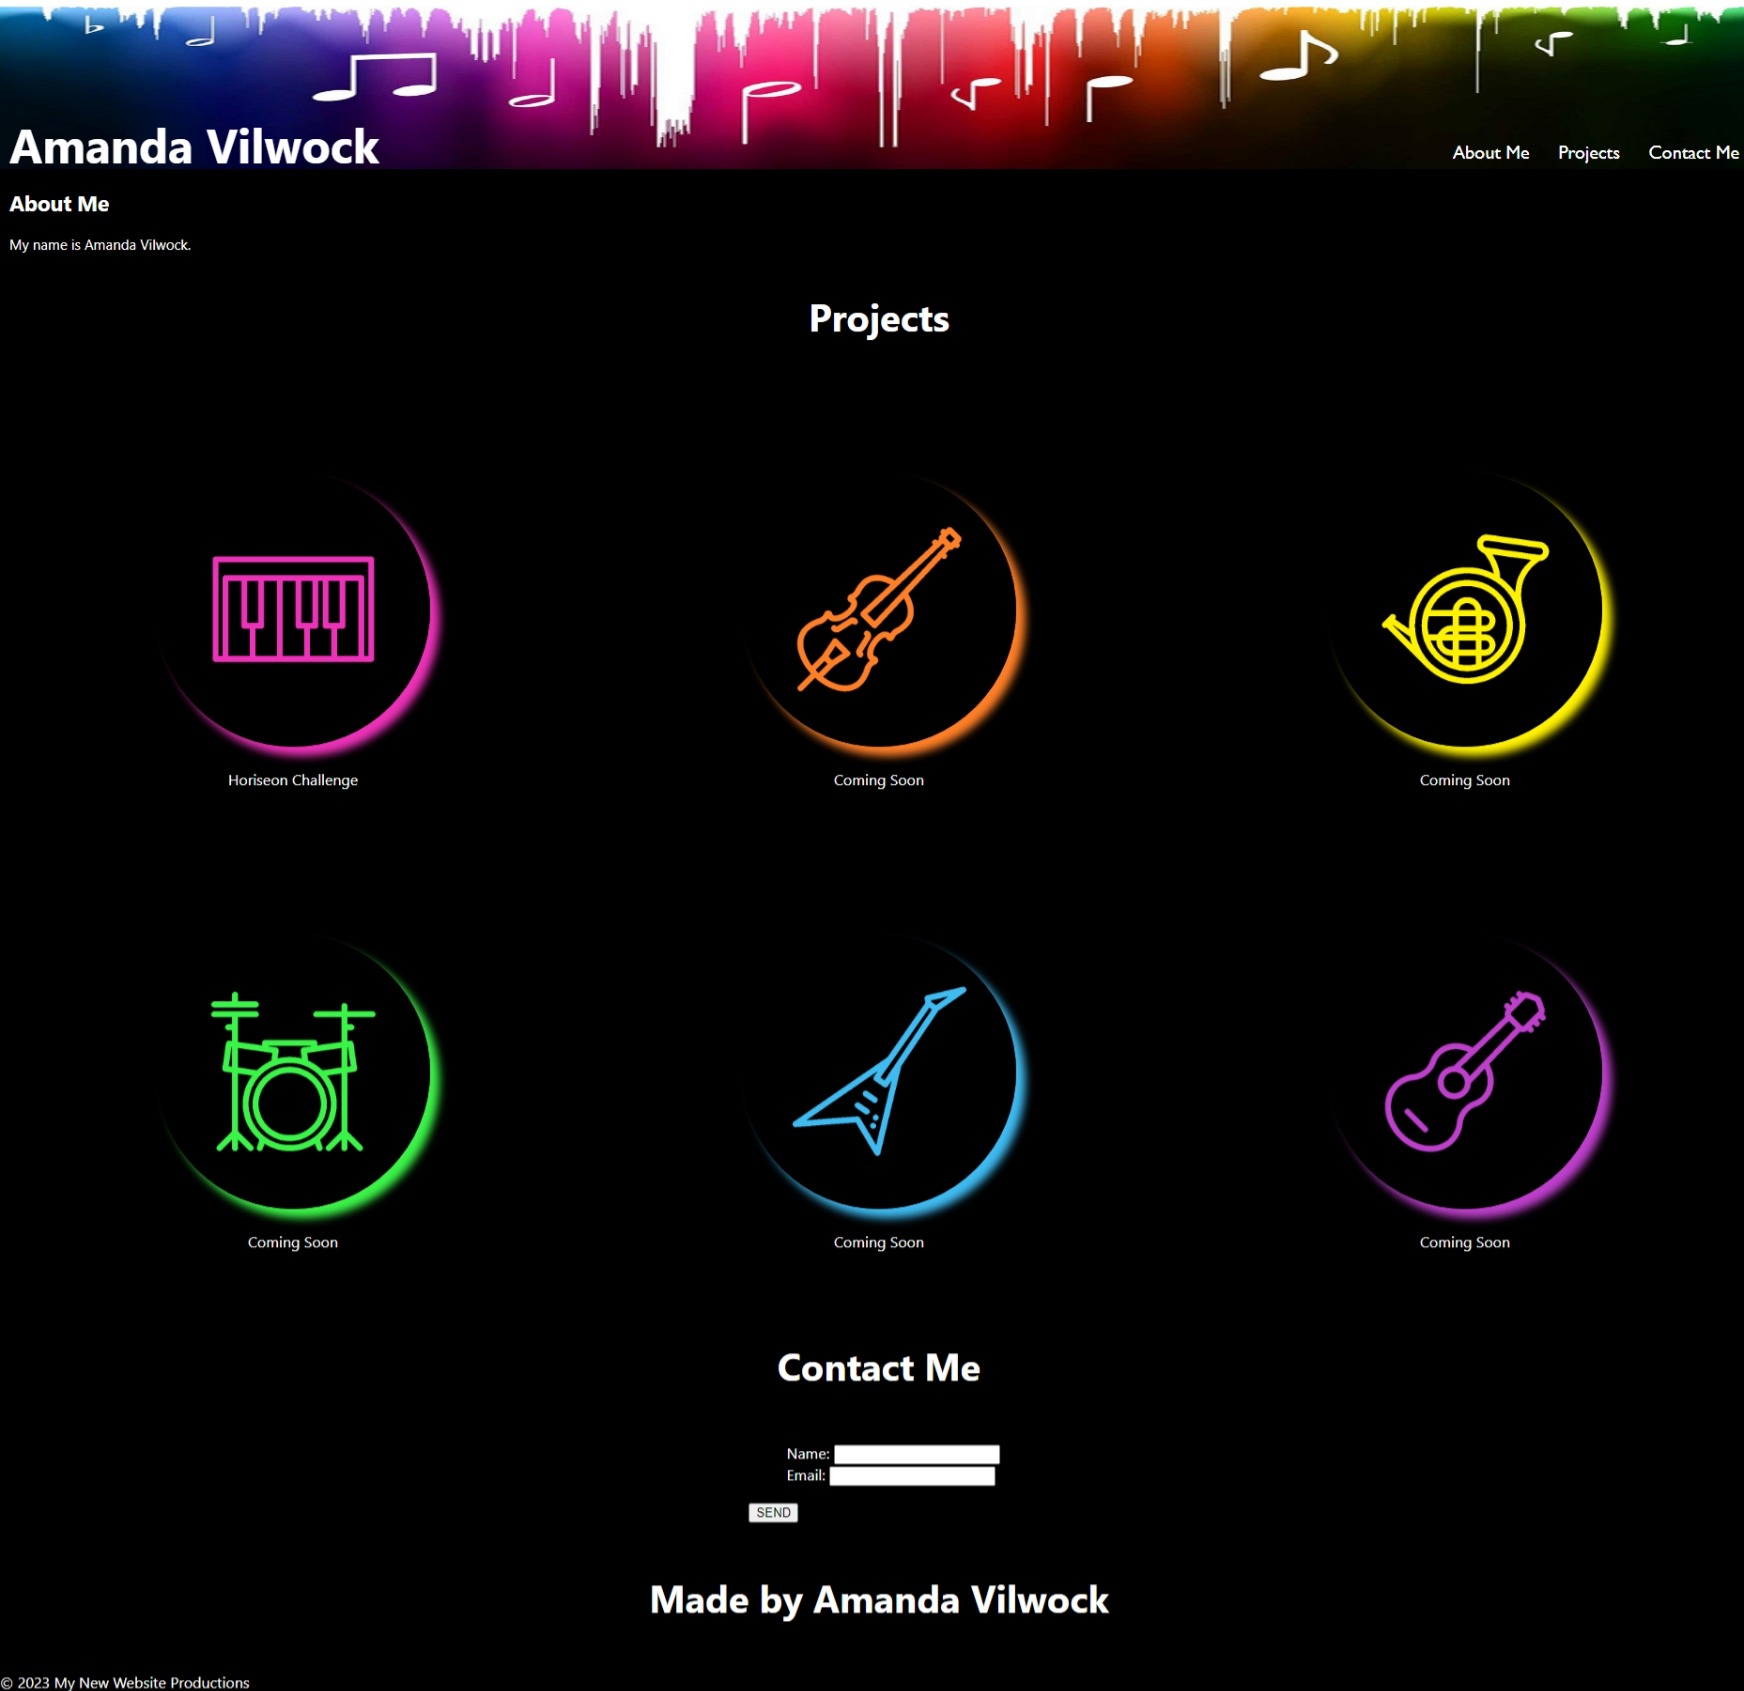 Amanda Vilwock
About Me Projects Contact Me
About Me
My name is Amanda Vilwock.
Projects
Horiseon Challenge
Coming Soon
Coming Soon
Coming Soon
Coming Soon
Coming Soon
Contact Me
Name:
Email:
SEND
Made by Amanda Vilwock
© 2023 My New Website Productions